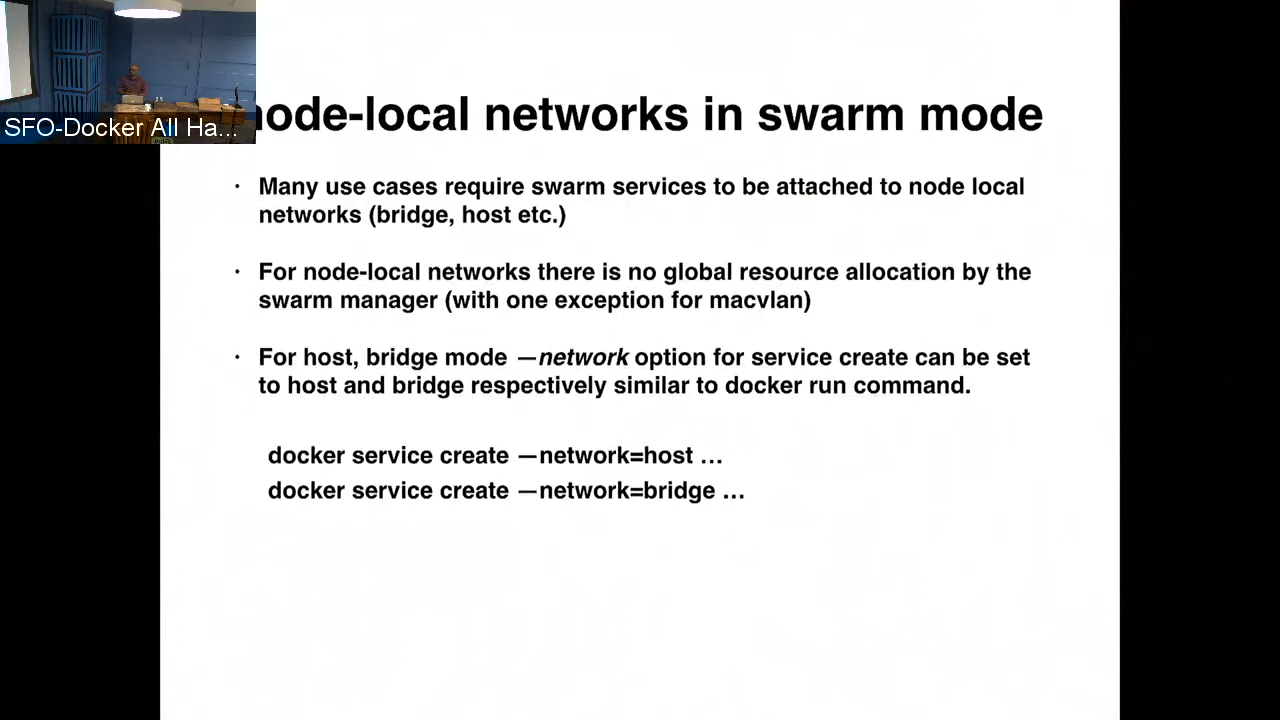 SFO-Docker All Ha...
node-local networks in swarm mode
· Many use cases require swarm services to be attached to node local
networks (bridge, host etc.)
· For node-local networks there is no global resource allocation by the
swarm manager (with one exception for macvlan)
· For host, bridge mode —network option for service create can be set
to host and bridge respectively similar to docker run command.
docker service create —network=host …
docker service create —network=bridge …